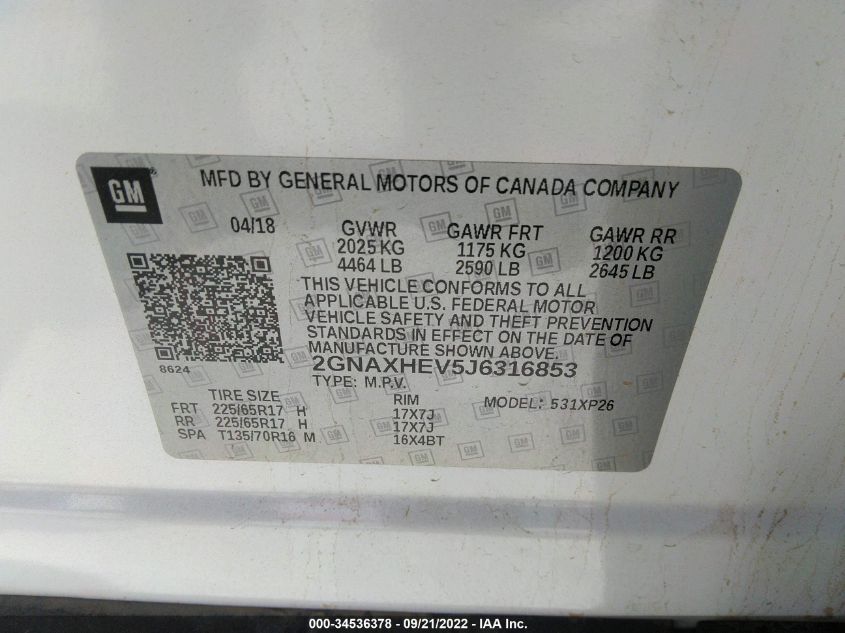 GM
MFD BY GENERAL MOTORS OF CANADA COMPANY
04/18 GVWR GAWR FRT GAWR RR
2025 KG 1175 KG 1200 KG
4464 LB 2590 LB 2645 LB
THIS VEHICLE CONFORMS TO ALL
APPLICABLE U.S. FEDERAL MOTOR
VEHICLE SAFETY AND THEFT PREVENTION
STANDARDS IN EFFECT ON THE DATE OF
MANUFACTURE SHOWN ABOVE.
8624
2GNAXHEV5J6316853
TYPE: M.P.V.
MODEL: 531XP26
TIRE SIZE RIM
FRT 225/65R17 H 17X7J
RR 225/65R17 H 17X7J
SPA T135/70R16 M 16X4BT
000-34536378 - 09/21/2022 - IAA Inc.